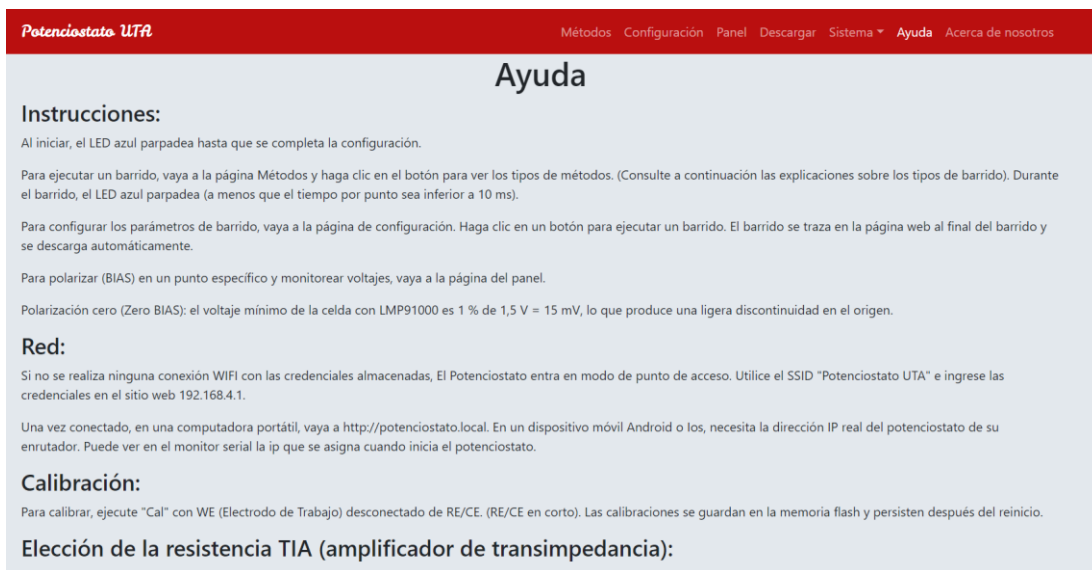 Potenciostato UTA
Métodos Configuración Panel Descargar Sistema Ayuda Acerca de nosotros
Ayuda
Instrucciones:
Al iniciar, el LED azul parpadea hasta que se completa la configuración.
Para ejecutar un barrido, vaya a la página Métodos y haga clic en el botón para ver los tipos de métodos. (Consulte a continuación las explicaciones sobre los tipos de barrido). Durante
el barrido, el LED azul parpadea (a menos que el tiempo por punto sea inferior a 10 ms).
Para configurar los parámetros de barrido, vaya a la página de configuración. Haga clic en un botón para ejecutar un barrido. El barrido se traza en la página web al final del barrido y
se descarga automáticamente.
Para polarizar (BIAS) en un punto específico y monitorear voltajes, vaya a la página del panel.
Polarización cero (Zero BIAS): el voltaje mínimo de la celda con LMP91000 es 1 % de 1,5 V = 15 mV, lo que produce una ligera discontinuidad en el origen.
Red:
Si no se realiza ninguna conexión WIFI con las credenciales almacenadas, El Potenciostato entra en modo de punto de acceso. Utilice el SSID "Potenciostato UTA" e ingrese las
credenciales en el sitio web 192.168.4.1.
Una vez conectado, en una computadora portátil, vaya a http://potenciostato.local. En un dispositivo móvil Android o Ios, necesita la dirección IP real del potenciostato de su
enrutador. Puede ver en el monitor serial la ip que se asigna cuando inicia el potenciostato.
Calibración:
Para calibrar, ejecute "Cal" con WE (Electrodo de Trabajo) desconectado de RE/CE. (RE/CE en corto). Las calibraciones se guardan en la memoria flash y persisten después del reinicio.
Elección de la resistencia TIA (amplificador de transimpedancia):